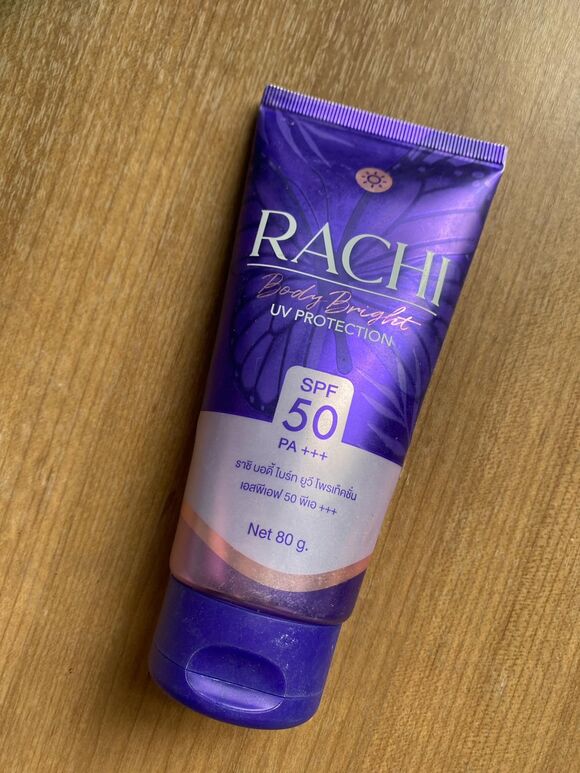 RACHI
Body Bright
UV PROTECTION
SPF
50
PA +++
ราชิ บอดี้ ไบร์ท ยูวี โพรเท็คชั่น
เอสพีเอฟ 50 พีเอ +++
Net 80 g.